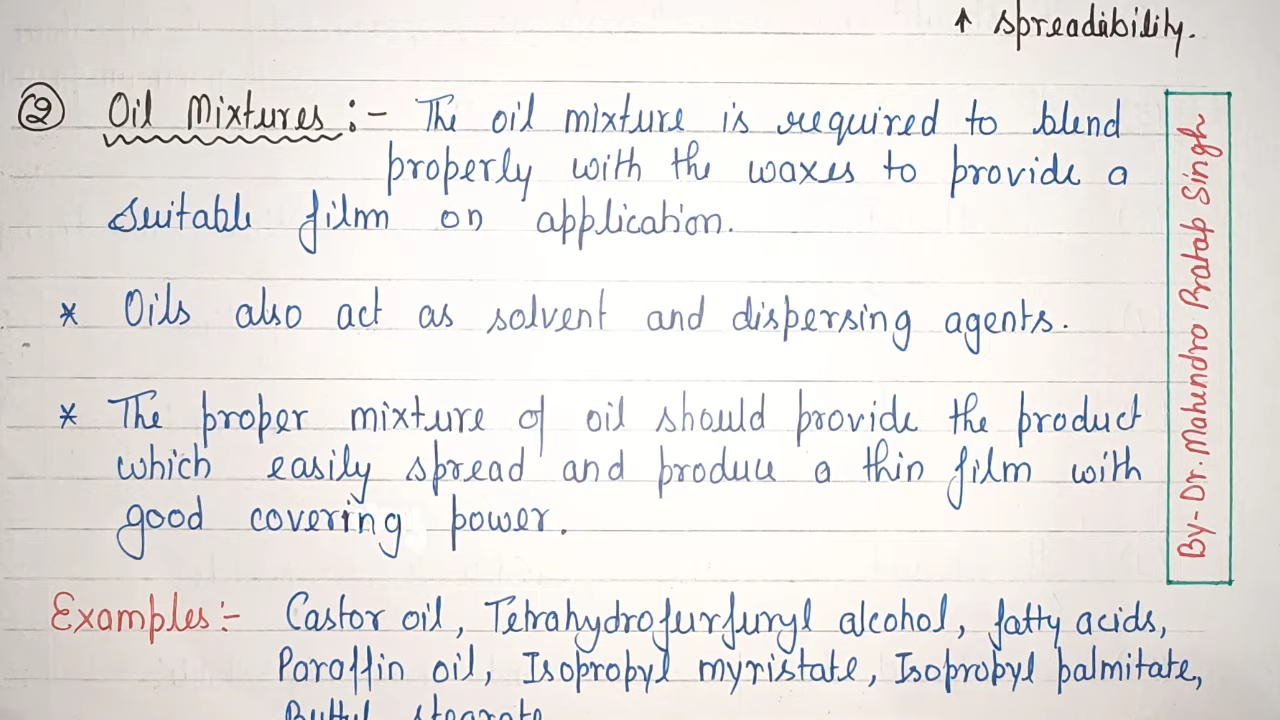 ↑ spreadability.
② Oil Mixtures :- The oil mixture is required to blend
properly with the waxes to provide a
suitable film on application.
* Oils also act as solvent and dispersing agents.
* The proper mixture of oil should provide the product
which easily spread and produce a thin film with
good covering power.
Examples:- Castor oil, Tetrahydrofurfuryl alcohol, fatty acids,
Paraffin oil, Isopropyl myristate, Isopropyl palmitate,
stearate
By- Dr. Mahendra Pratap Singh